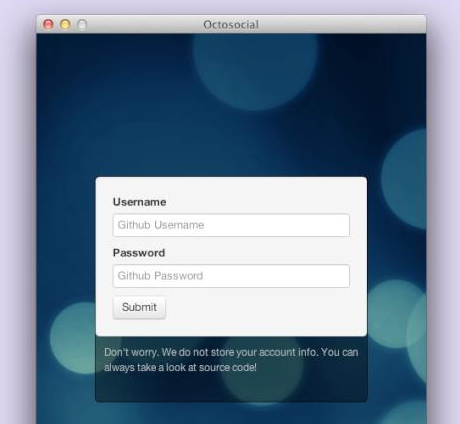 Octosocial
Username
Github Username
Password
Github Password
Submit
Don't worry. We do not store your account info. You can
always take a look at source code!